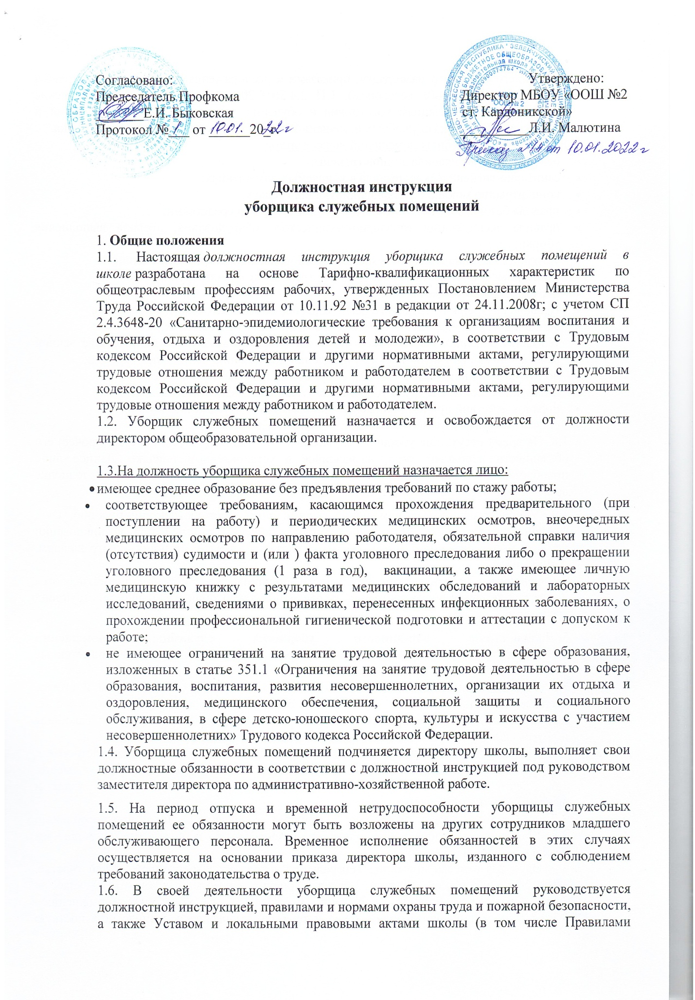 Согласовано:
Председатель Профкома
_______Е.И. Быковская
Протокол № 1 от 10.01. 2022 г
Утверждено:
Директор МБОУ «ООШ №2
ст. Кардоникской»
__________Л.И. Малютина
Приказ от 10.01.2022 г
Должностная инструкция
уборщика служебных помещений
1. Общие положения
1.1. Настоящая должностная инструкция уборщика служебных помещений в
школе разработана на основе Тарифно-квалификационных характеристик по
общеотраслевым профессиям рабочих, утвержденных Постановлением Министерства
Труда Российской Федерации от 10.11.92 №31 в редакции от 24.11.2008г; с учетом СП
2.4.3648-20 «Санитарно-эпидемиологические требования к организациям воспитания и
обучения, отдыха и оздоровления детей и молодежи», в соответствии с Трудовым
кодексом Российской Федерации и другими нормативными актами, регулирующими
трудовые отношения между работником и работодателем в соответствии с Трудовым
кодексом Российской Федерации и другими нормативными актами, регулирующими
трудовые отношения между работником и работодателем.
1.2. Уборщик служебных помещений назначается и освобождается от должности
директором общеобразовательной организации.
1.3.На должность уборщика служебных помещений назначается лицо:
• имеющее среднее образование без предъявления требований по стажу работы;
• соответствующее требованиям, касающимся прохождения предварительного (при
поступлении на работу) и периодических медицинских осмотров, внеочередных
медицинских осмотров по направлению работодателя, обязательной справки наличия
(отсутствия) судимости и (или ) факта уголовного преследования либо о прекращении
уголовного преследования (1 раза в год), вакцинации, а также имеющее личную
медицинскую книжку с результатами медицинских обследований и лабораторных
исследований, сведениями о прививках, перенесенных инфекционных заболеваниях, о
прохождении профессиональной гигиенической подготовки и аттестации с допуском к
работе;
• не имеющее ограничений на занятие трудовой деятельностью в сфере образования,
изложенных в статье 351.1 «Ограничения на занятие трудовой деятельностью в сфере
образования, воспитания, развития несовершеннолетних, организации их отдыха и
оздоровления, медицинского обеспечения, социальной защиты и социального
обслуживания, в сфере детско-юношеского спорта, культуры и искусства с участием
несовершеннолетних» Трудового кодекса Российской Федерации.
1.4. Уборщица служебных помещений подчиняется директору школы, выполняет свои
должностные обязанности в соответствии с должностной инструкцией под руководством
заместителя директора по административно-хозяйственной работе.
1.5. На период отпуска и временной нетрудоспособности уборщицы служебных
помещений ее обязанности могут быть возложены на других сотрудников младшего
обслуживающего персонала. Временное исполнение обязанностей в этих случаях
осуществляется на основании приказа директора школы, изданного с соблюдением
требований законодательства о труде.
1.6. В своей деятельности уборщица служебных помещений руководствуется
должностной инструкцией, правилами и нормами охраны труда и пожарной безопасности,
а также Уставом и локальными правовыми актами школы (в том числе Правилами